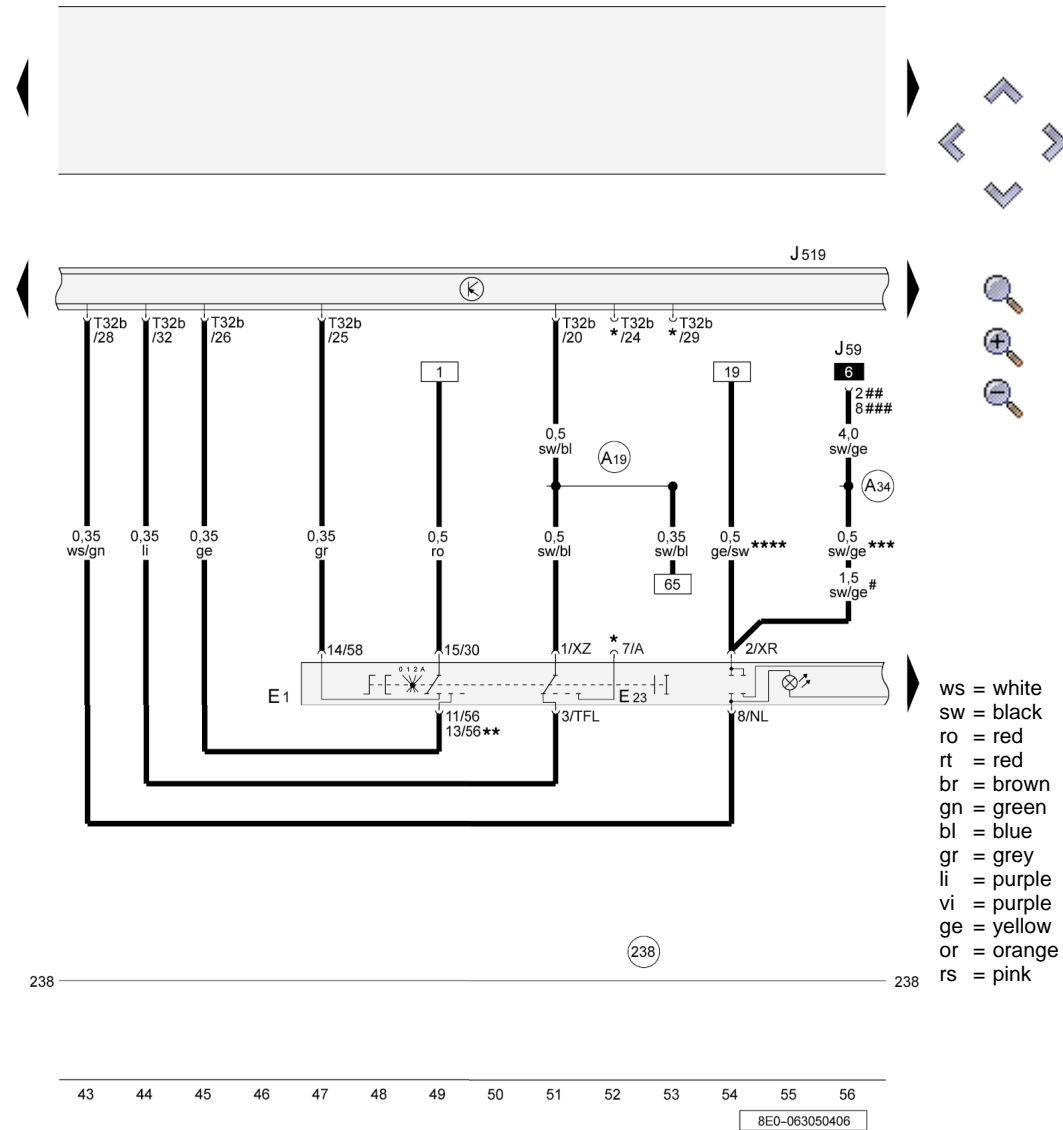 J 519
T32b T32b T32b T32b T32b T32b T32b
/28 /32 /26 /25 /20 * /24 * /29
J 59
1 19 6
2 ##
8 ###
0,5 4,0
sw/bl sw/ge
A19
A34
0,35 0,35 0,35 0,35 0,5 0,5 0,35 0,5 0,5
ws/gn li ge gr ro sw/bl sw/bl ge/sw**** sw/ge***
65 1,5
sw/ge #
14/58 15/30 1/XZ * 7/A 2/XR
0 1 2 A
E 1 E 23
11/56 3/TFL 8/NL
13/56**
ws = white
sw = black
ro = red
rt = red
br = brown
gn = green
bl = blue
gr = grey
li = purple
vi = purple
ge = yellow
or = orange
rs = pink
238
238 238
43 44 45 46 47 48 49 50 51 52 53 54 55 56
8E0-063050406